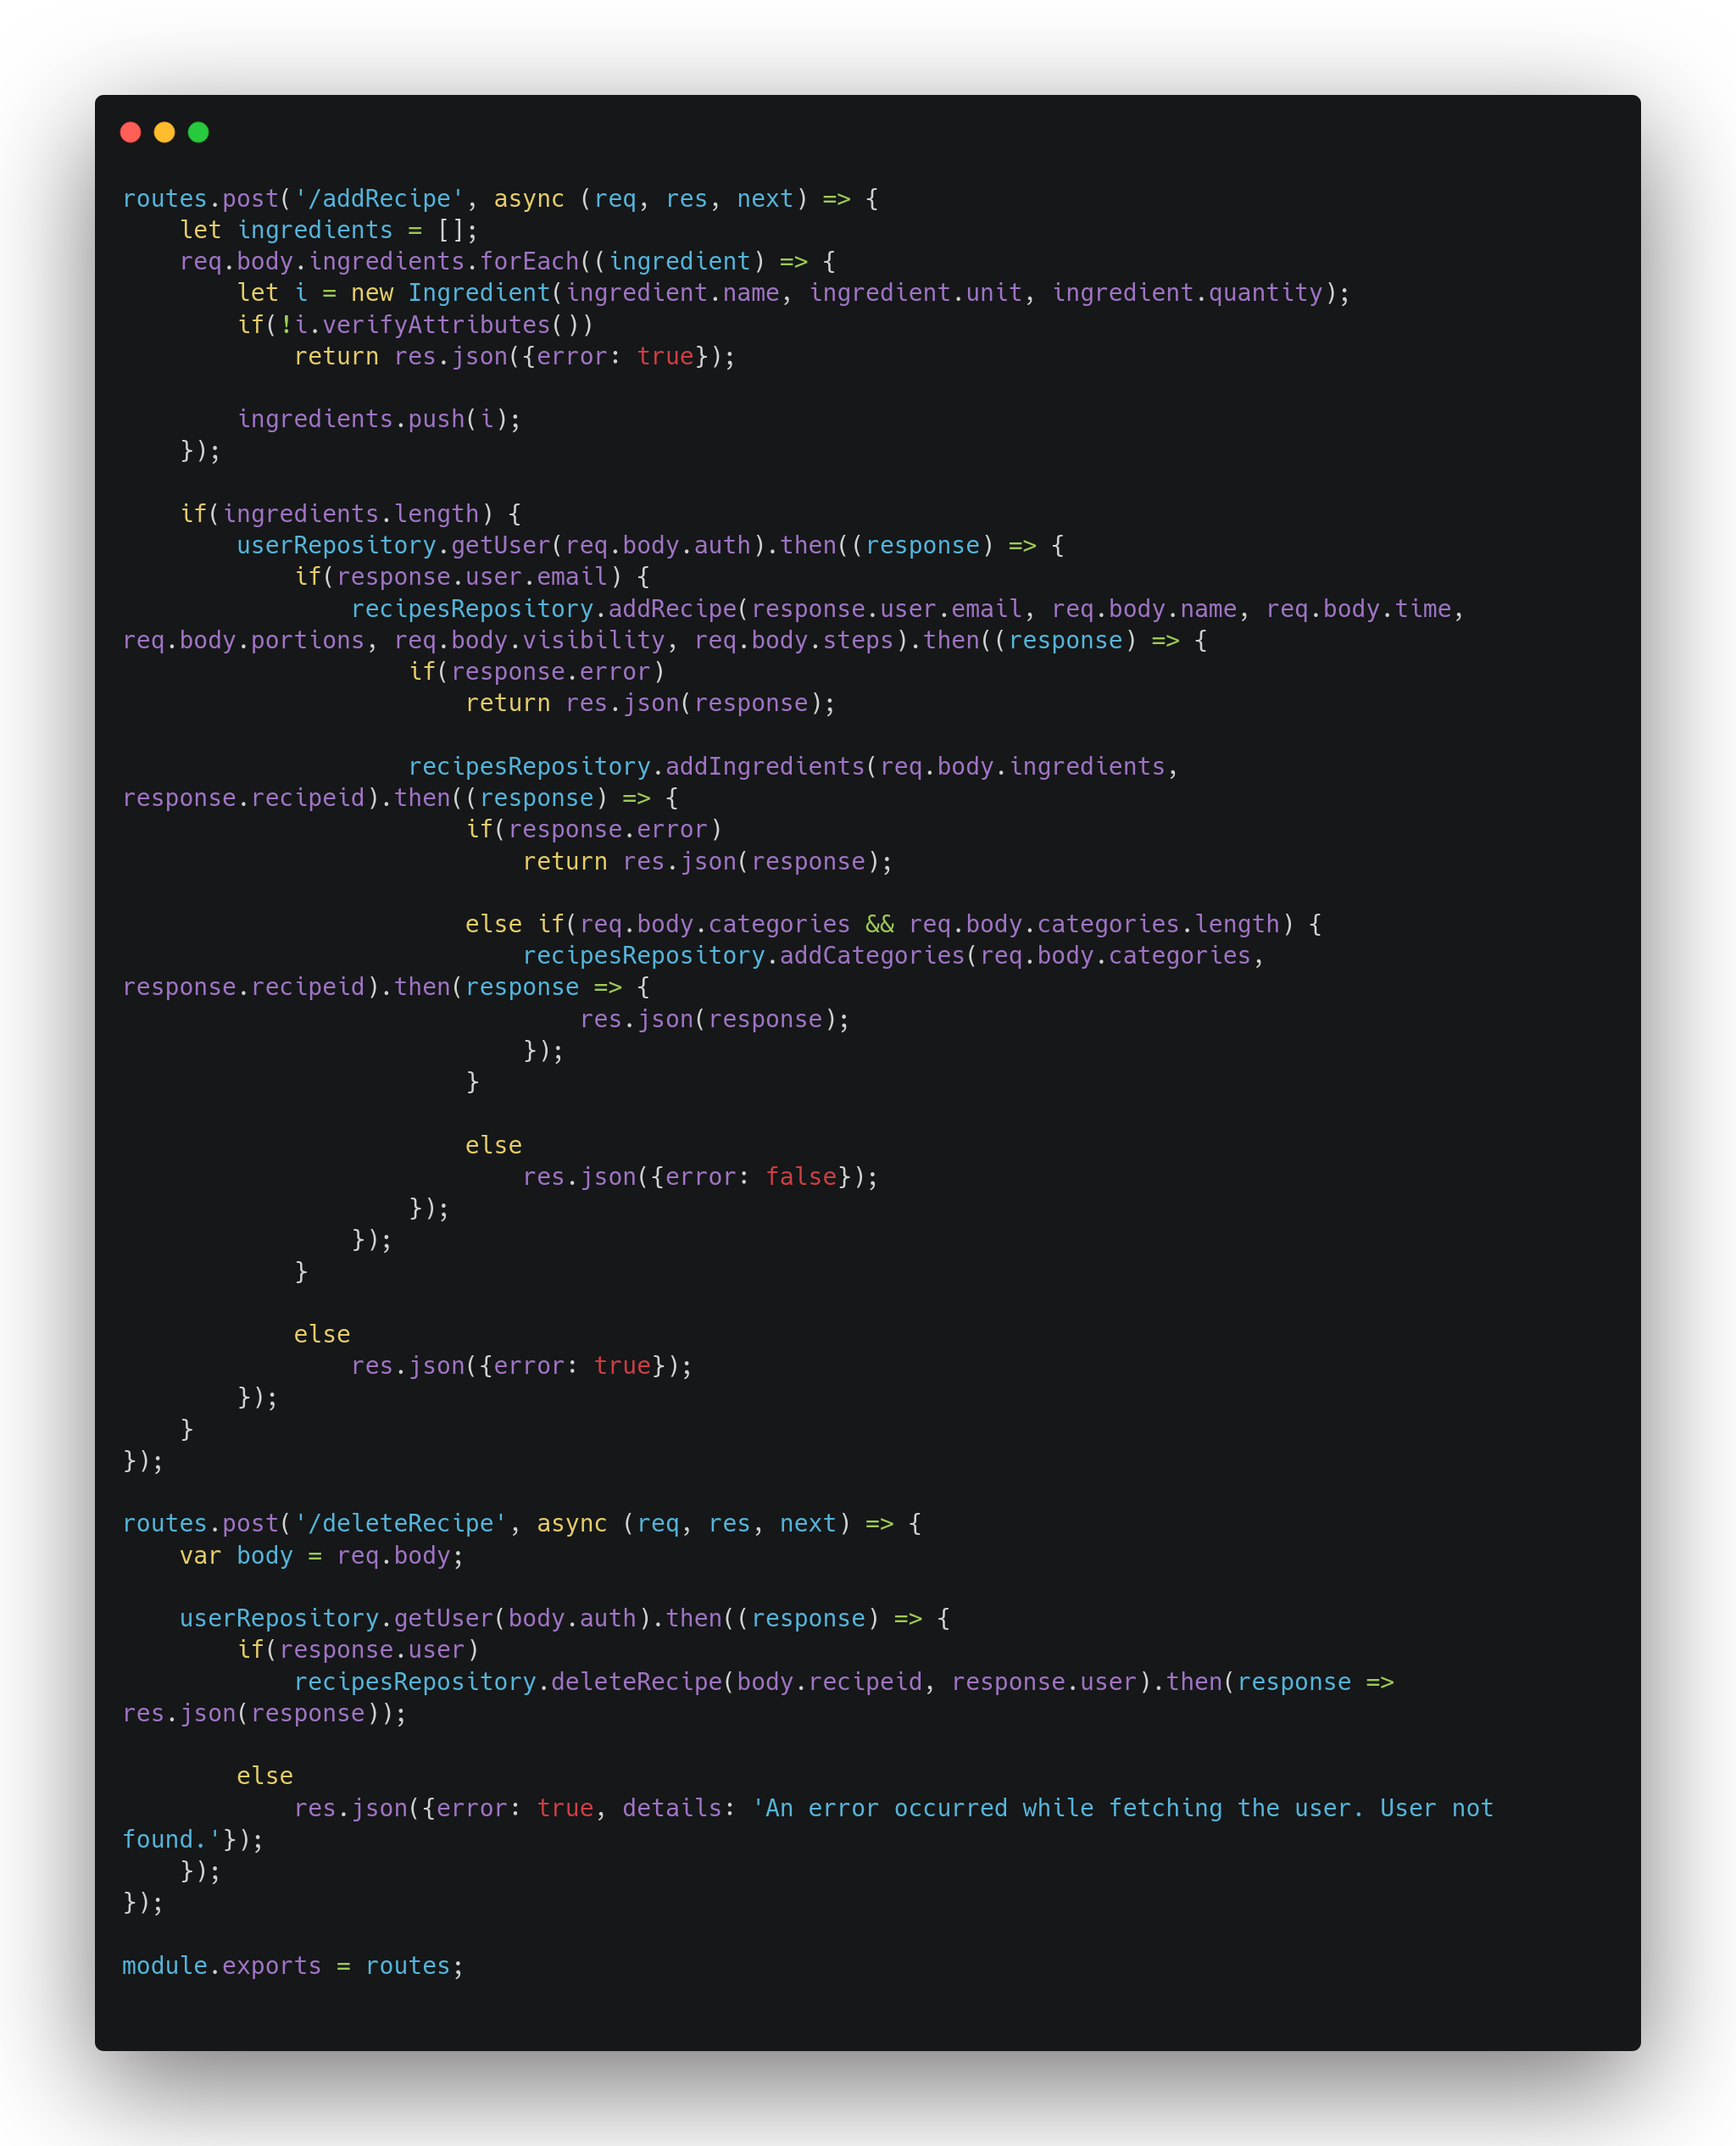 routes.post('/addRecipe', async (req, res, next) => {
    let ingredients = [];
    req.body.ingredients.forEach((ingredient) => {
        let i = new Ingredient(ingredient.name, ingredient.unit, ingredient.quantity);
        if(!i.verifyAttributes())
            return res.json({error: true});

        ingredients.push(i);
    });

    if(ingredients.length) {
        userRepository.getUser(req.body.auth).then((response) => {
            if(response.user.email) {
                recipesRepository.addRecipe(response.user.email, req.body.name, req.body.time,
req.body.portions, req.body.visibility, req.body.steps).then((response) => {
                    if(response.error)
                        return res.json(response);

                    recipesRepository.addIngredients(req.body.ingredients,
response.recipeid).then((response) => {
                        if(response.error)
                            return res.json(response);

                        else if(req.body.categories && req.body.categories.length) {
                            recipesRepository.addCategories(req.body.categories,
response.recipeid).then(response => {
                                res.json(response);
                            });
                        }

                        else
                            res.json({error: false});
                    });
                });
            }

            else
                res.json({error: true});
        });
    }
});

routes.post('/deleteRecipe', async (req, res, next) => {
    var body = req.body;

    userRepository.getUser(body.auth).then((response) => {
        if(response.user)
            recipesRepository.deleteRecipe(body.recipeid, response.user).then(response =>
res.json(response));

        else
            res.json({error: true, details: 'An error occurred while fetching the user. User not
found.'});
    });
});

module.exports = routes;